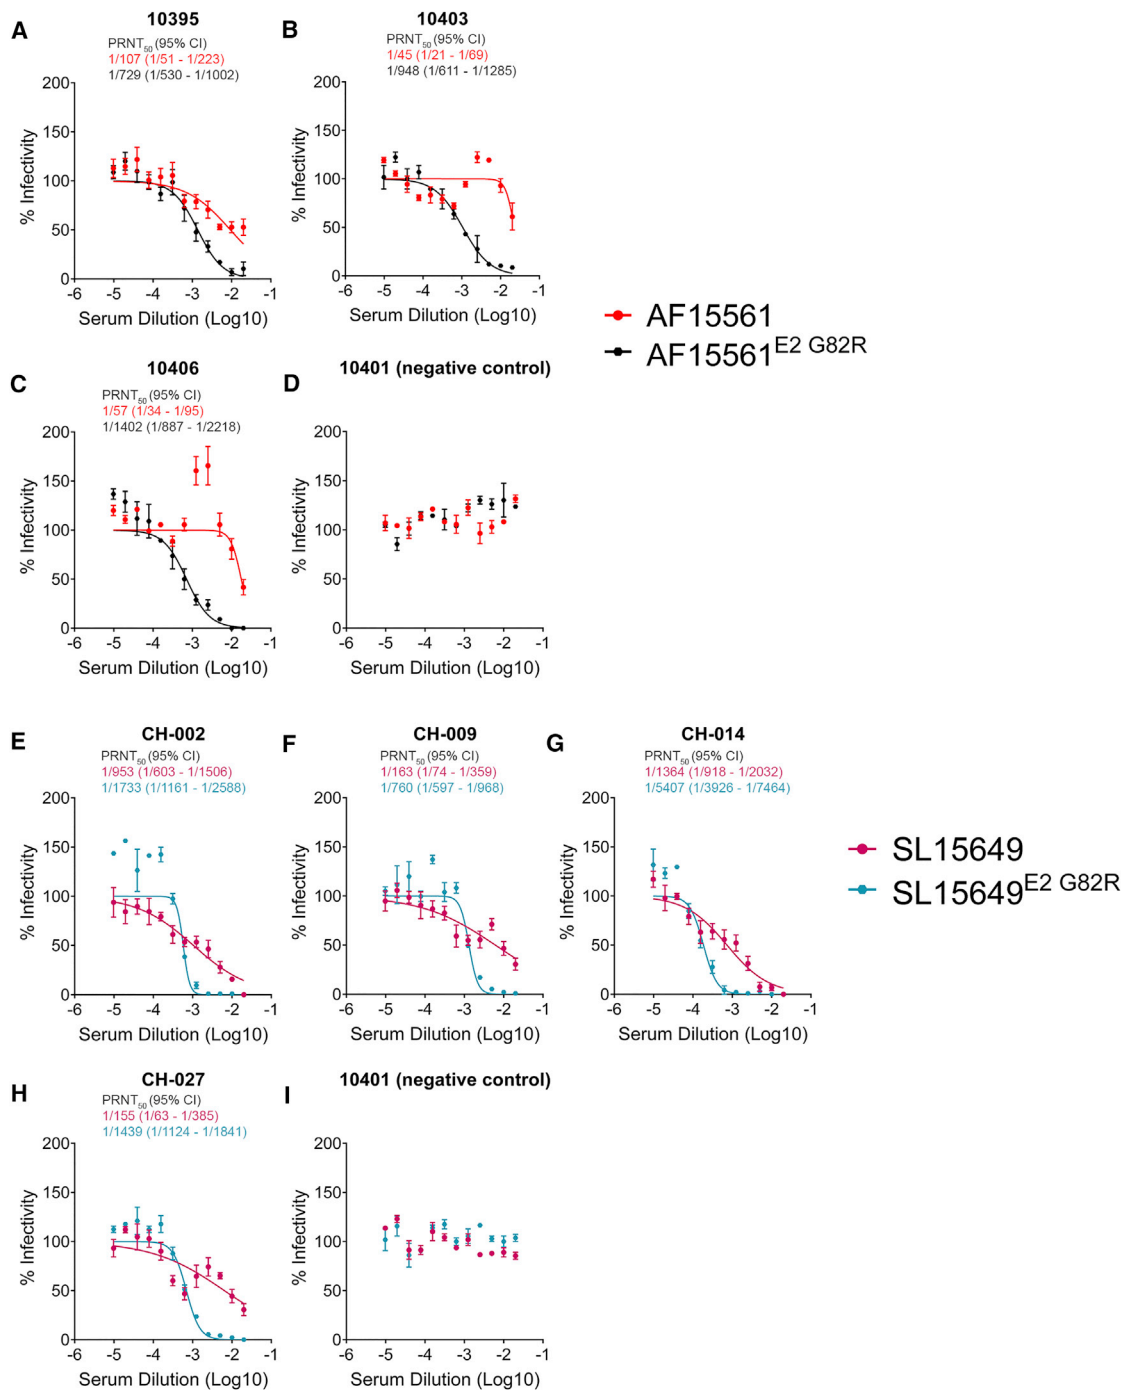 A
10395
PRNT50 (95% CI)
1/107 (1/51 - 1/223)
1/729 (1/530 - 1/1002)
200
150
100
50
0
% Infectivity
-6 -5 -4 -3 -2 -1
Serum Dilution (Log10)
B
10403
PRNT50 (95% CI)
1/45 (1/21 - 1/69)
1/948 (1/611 - 1/1285)
200
150
100
50
0
% Infectivity
-6 -5 -4 -3 -2 -1
Serum Dilution (Log10)
AF15561
AF15561E2 G82R
C
10406
PRNT50 (95% CI)
1/57 (1/34 - 1/95)
1/1402 (1/887 - 1/2218)
200
150
100
50
0
% Infectivity
-6 -5 -4 -3 -2 -1
Serum Dilution (Log10)
D
10401 (negative control)
200
150
100
50
0
% Infectivity
-6 -5 -4 -3 -2 -1
Serum Dilution (Log10)
E
CH-002
PRNT50 (95% CI)
1/953 (1/603 - 1/1506)
1/1733 (1/1161 - 1/2588)
200
150
100
50
0
% Infectivity
-6 -5 -4 -3 -2 -1
Serum Dilution (Log10)
F
CH-009
PRNT50 (95% CI)
1/163 (1/74 - 1/359)
1/760 (1/597 - 1/968)
200
150
100
50
0
% Infectivity
-6 -5 -4 -3 -2 -1
Serum Dilution (Log10)
G
CH-014
PRNT50 (95% CI)
1/1364 (1/918 - 1/2032)
1/5407 (1/3926 - 1/7464)
200
150
100
50
0
% Infectivity
-6 -5 -4 -3 -2 -1
Serum Dilution (Log10)
SL15649
SL15649E2 G82R
H
CH-027
PRNT50 (95% CI)
1/155 (1/63 - 1/385)
1/1439 (1/1124 - 1/1841)
200
150
100
50
0
% Infectivity
-6 -5 -4 -3 -2 -1
Serum Dilution (Log10)
I
10401 (negative control)
200
150
100
50
0
% Infectivity
-6 -5 -4 -3 -2 -1
Serum Dilution (Log10)